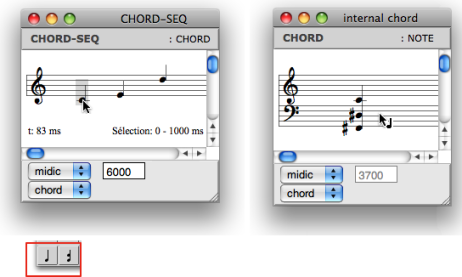 CHORD-SEQ
CHORD-SEQ : CHORD
t: 83 ms Sélection: 0 - 1000 ms
midic 6000
chord
internal chord
CHORD : NOTE
midic 3700
chord